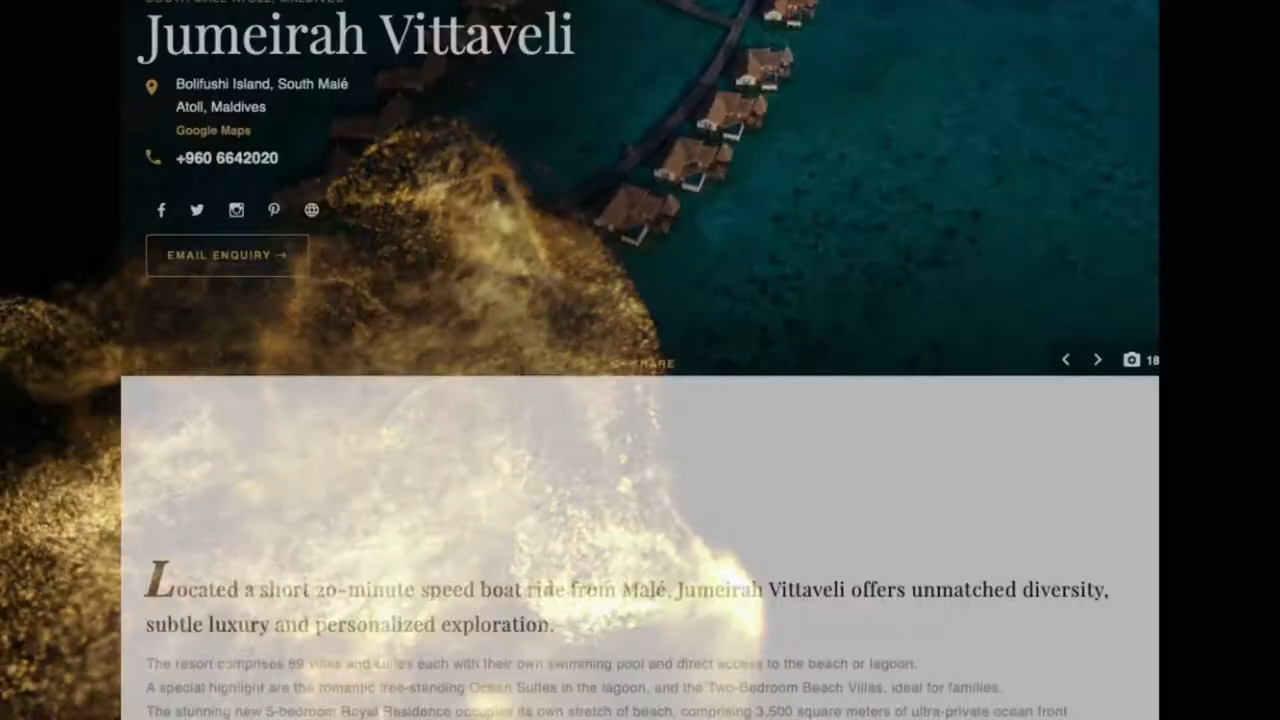 SOUTH MALE ATOLL, MALDIVES
Jumeirah Vittaveli
Bolifushi Island, South Malé
Atoll, Maldives
Google Maps
+960 6642020
EMAIL ENQUIRY →
18
Located a short 20-minute speed boat ride from Malé, Jumeirah Vittaveli offers unmatched diversity,
subtle luxury and personalized exploration.
The resort comprises 89 villas and suites each with their own swimming pool and direct access to the beach or lagoon.
A special highlight are the romantic free-standing Ocean Suites in the lagoon, and the Two-Bedroom Beach Villas, ideal for families.
The stunning new 5-bedroom Royal Residence occupies its own stretch of beach, comprising 3,500 square meters of ultra-private ocean front